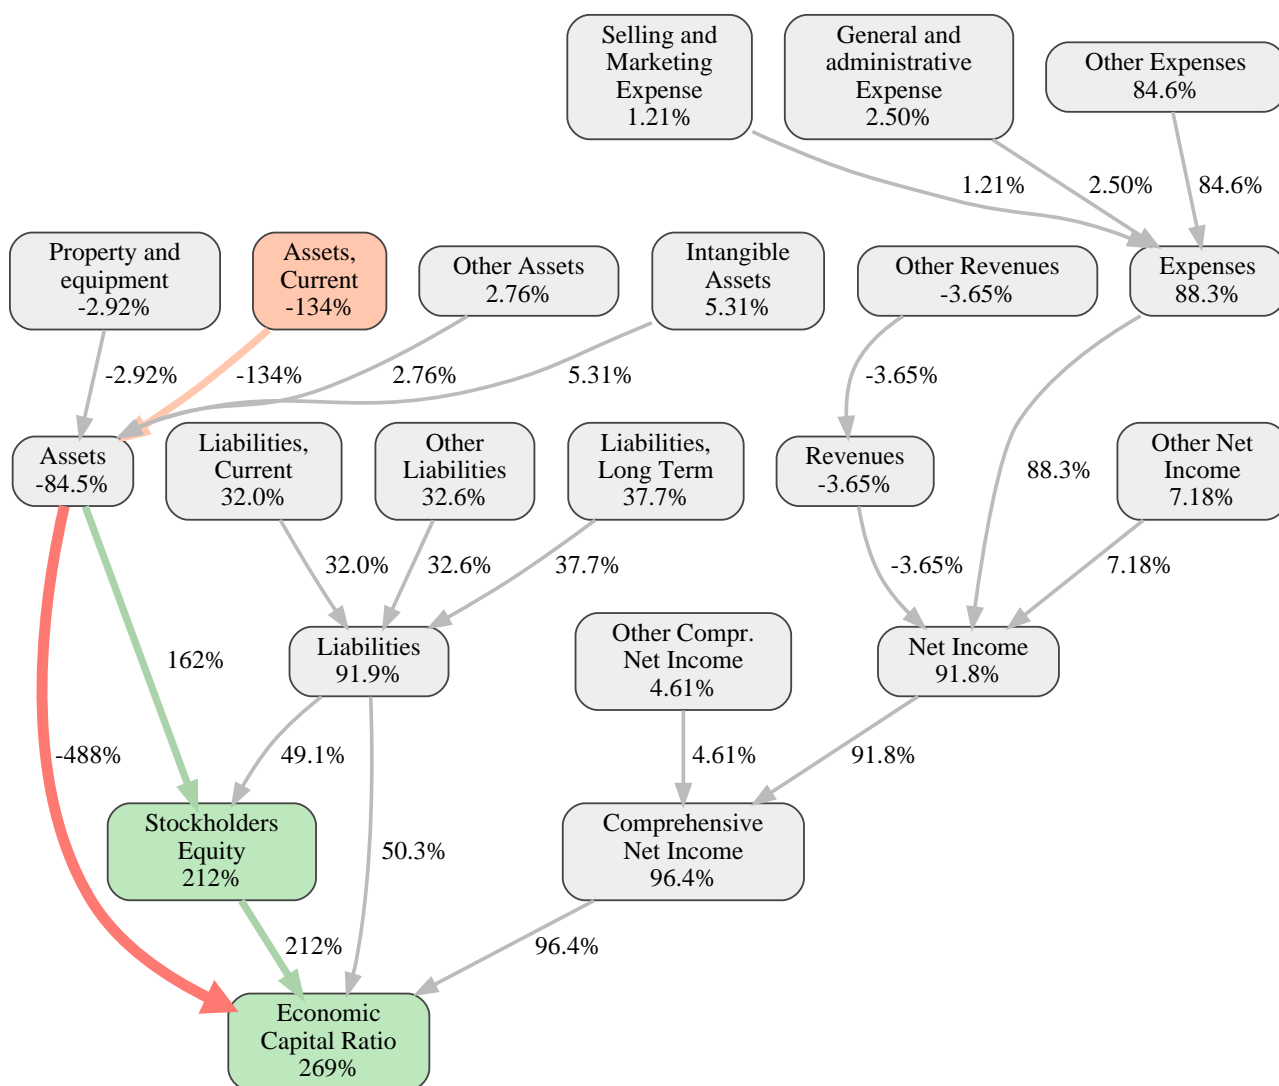 Selling and
Marketing
Expense
1.21%
General and
administrative
Expense
2.50%
Other Expenses
84.6%
1.21%
2.50%
84.6%
Property and
equipment
-2.92%
Assets,
Current
-134%
Other Assets
2.76%
Intangible
Assets
5.31%
Other Revenues
-3.65%
Expenses
88.3%
-2.92%
-134%
2.76%
5.31%
-3.65%
Assets
-84.5%
Liabilities,
Current
32.0%
Other
Liabilities
32.6%
Liabilities,
Long Term
37.7%
Revenues
-3.65%
88.3%
Other Net
Income
7.18%
32.0%
32.6%
37.7%
-3.65%
7.18%
162%
Liabilities
91.9%
Other Compr.
Net Income
4.61%
Net Income
91.8%
-488%
49.1%
4.61%
91.8%
Stockholders
Equity
212%
50.3%
Comprehensive
Net Income
96.4%
212%
96.4%
Economic
Capital Ratio
269%